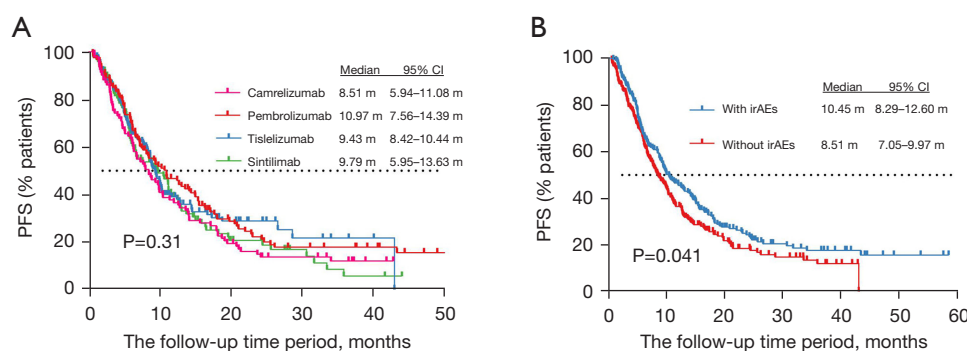 A
PFS (% patients)
100
80
60
40
20
0
Median 95% CI
Camrelizumab 8.51 m 5.94–11.08 m
Pembrolizumab 10.97 m 7.56–14.39 m
Tislelizumab 9.43 m 8.42–10.44 m
Sintilimab 9.79 m 5.95–13.63 m
P=0.31
0 10 20 30 40 50
The follow-up time period, months
B
PFS (% patients)
100
80
60
40
20
0
Median 95% CI
With irAEs 10.45 m 8.29–12.60 m
Without irAEs 8.51 m 7.05–9.97 m
P=0.041
0 10 20 30 40 50 60
The follow-up time period, months